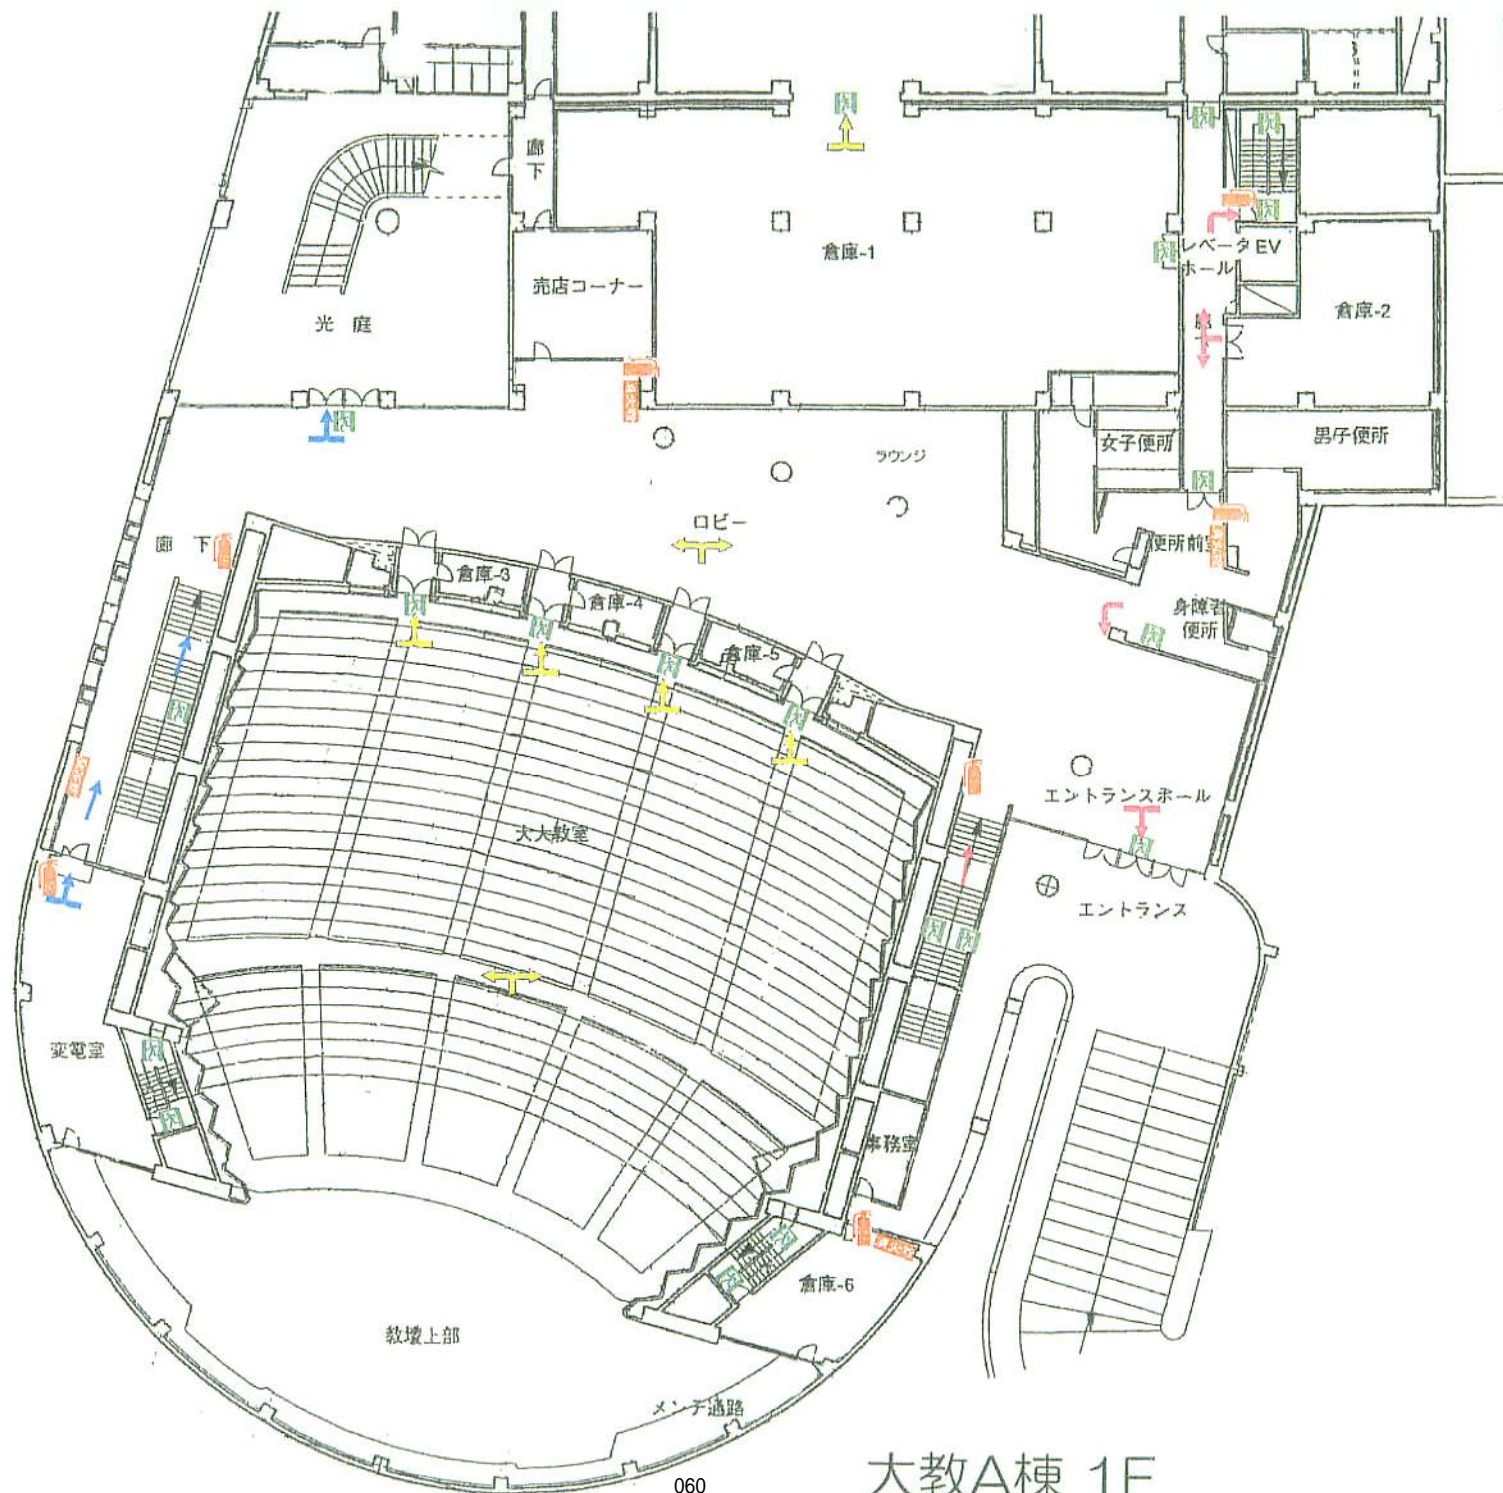 廊
下
倉庫-1
レベータ EV
ホール
売店コーナー
倉庫-2
光 庭
女子便所
男子便所
ラウンジ
ロビー
廊 下
便所前室
倉庫-3
倉庫-4
身障者
便所
倉庫-5
エントランスホール
大大教室
エントランス
変電室
事務室
倉庫-6
教壇上部
メンテ通路
大教A棟 1F
060